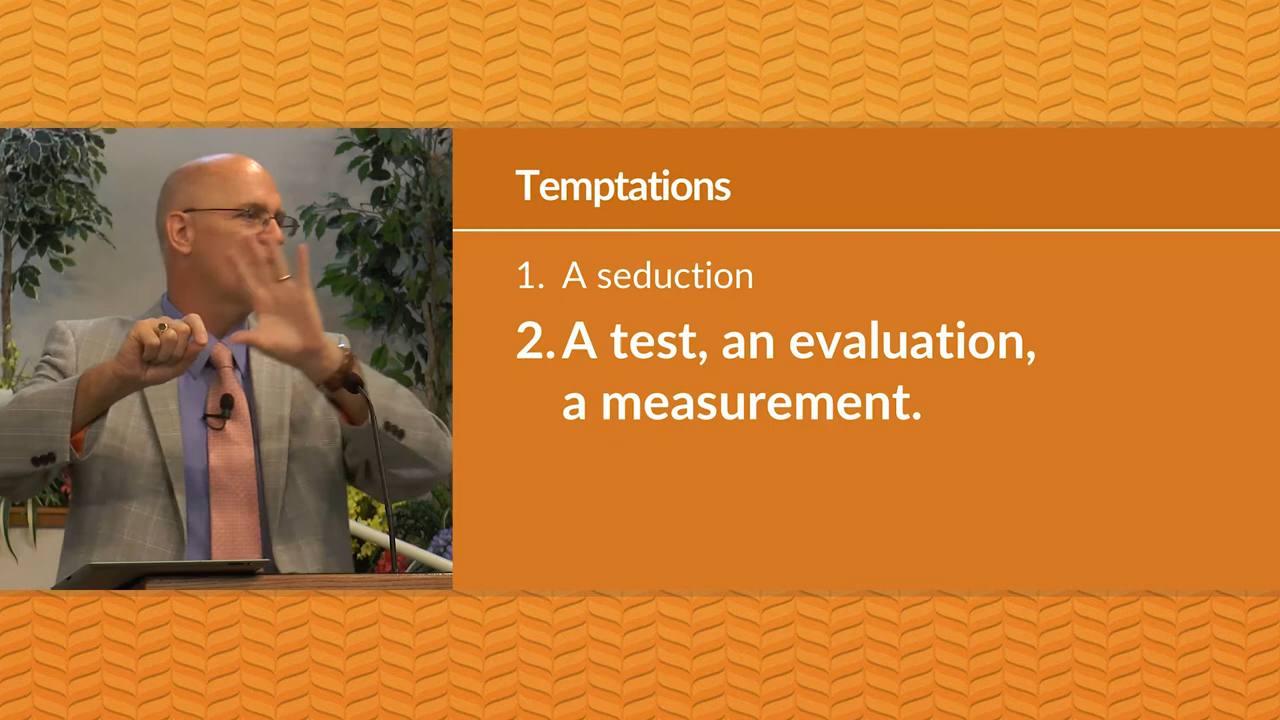 Temptations
1. A seduction
2. A test, an evaluation,
a measurement.